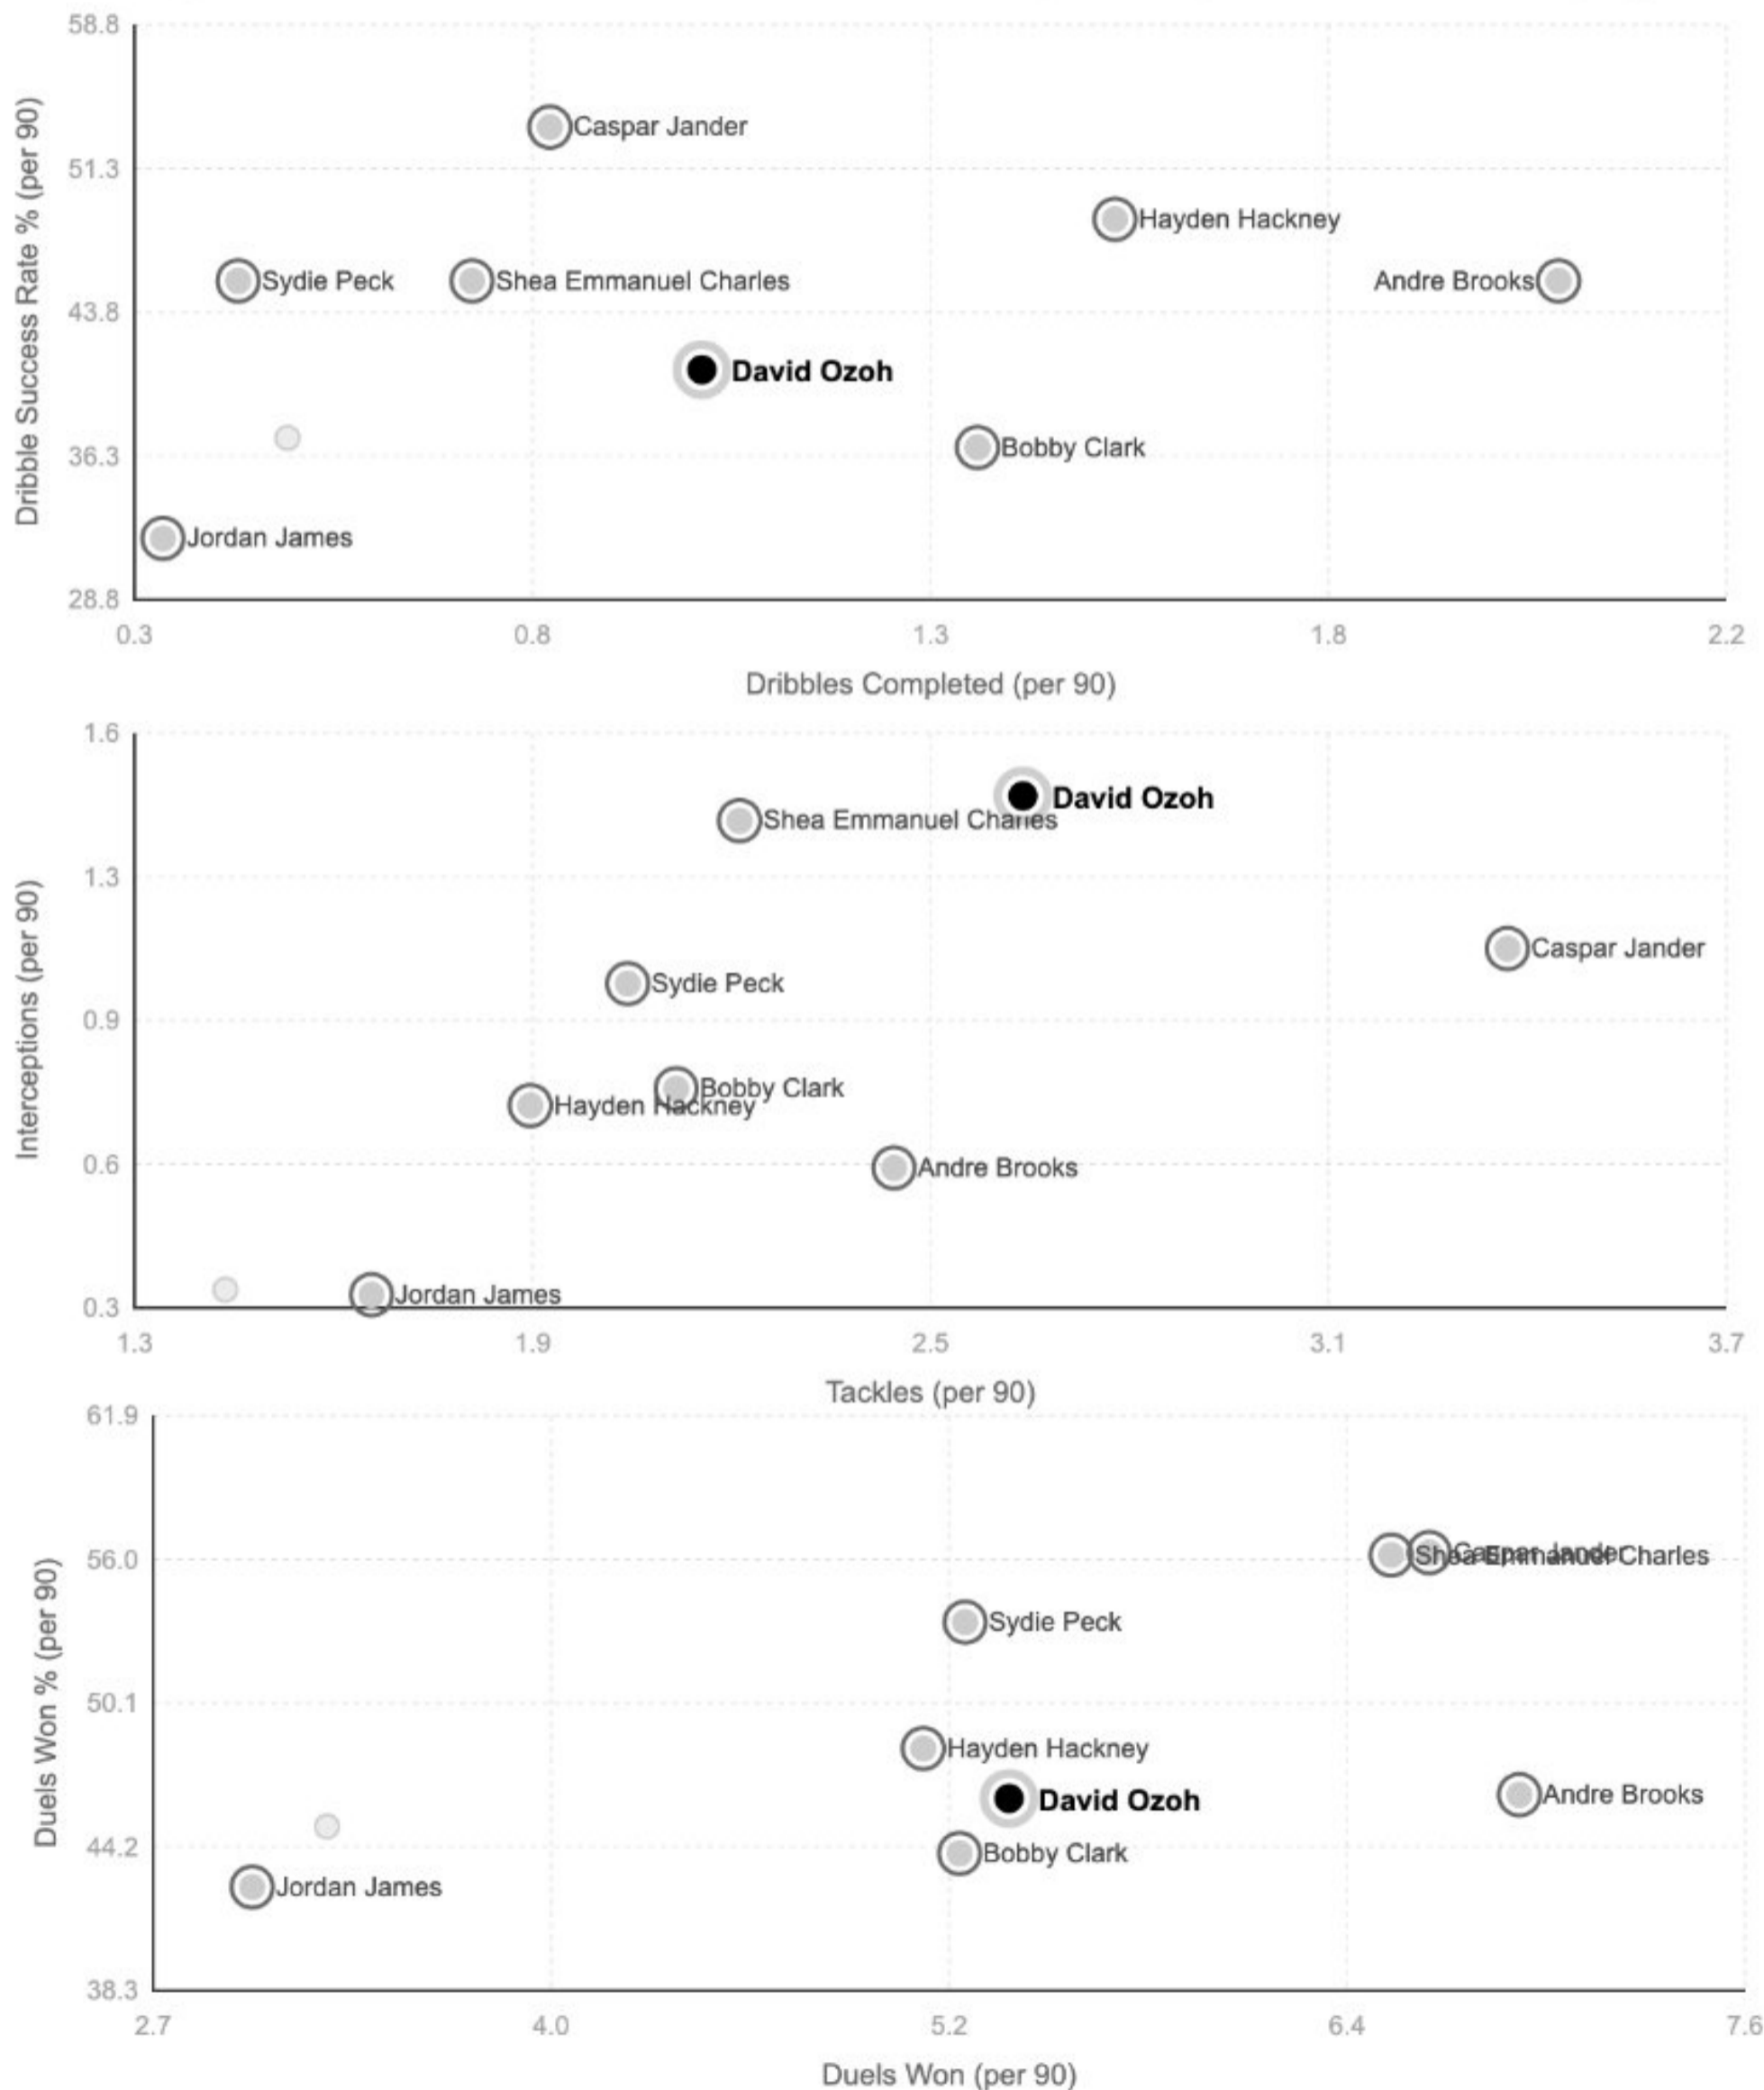 58.8
Caspar Jander
51.3
Hayden Hackney
Sydie Peck
Shea Emmanuel Charles
Andre Brooks
43.8
David Ozoh
36.3
Bobby Clark
Jordan James
28.8
0.3 0.8 1.3 1.8 2.2
Dribble Success Rate % (per 90)
Dribbles Completed (per 90)
1.6
David Ozoh
Shea Emmanuel Charles
1.3
Caspar Jander
Sydie Peck
0.9
Bobby Clark
Hayden Hackney
0.6
Andre Brooks
Jordan James
0.3
1.3 1.9 2.5 3.1 3.7
Interceptions (per 90)
Tackles (per 90)
61.9
Caspar Jander
Shea Emmanuel Charles
56.0
Sydie Peck
50.1
Hayden Hackney
Andre Brooks
David Ozoh
44.2
Bobby Clark
Jordan James
38.3
2.7 4.0 5.2 6.4 7.6
Duels Won % (per 90)
Duels Won (per 90)